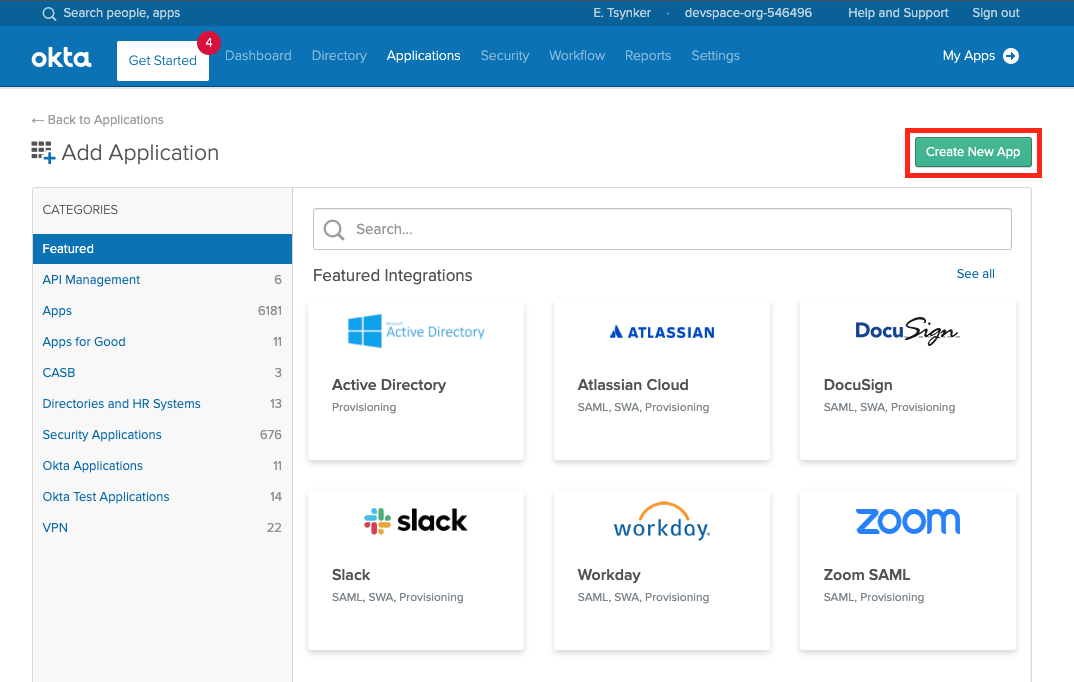 Search people, apps
E. Tsynker · devspace-org-546496 Help and Support Sign out
okta
Get Started 4 Dashboard Directory Applications Security Workflow Reports Settings My Apps
← Back to Applications
Add Application
Create New App
CATEGORIES
Featured
API Management 6
Apps 6181
Apps for Good 11
CASB 3
Directories and HR Systems 13
Security Applications 676
Okta Applications 11
Okta Test Applications 14
VPN 22
Search...
Featured Integrations See all
Microsoft
Active Directory
Active Directory
Provisioning
ATLASSIAN
Atlassian Cloud
SAML, SWA, Provisioning
DocuSign
DocuSign
SAML, SWA, Provisioning
slack
Slack
SAML, SWA, Provisioning
workday.
Workday
SAML, SWA, Provisioning
zoom
Zoom SAML
SAML, Provisioning